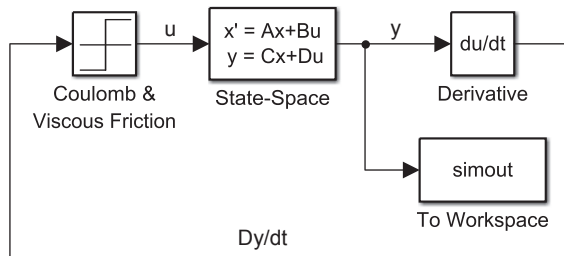 u
x' = Ax+Bu
y = Cx+Du
y
du/dt
Coulomb &
Viscous Friction
State-Space
Derivative
simout
To Workspace
Dy/dt